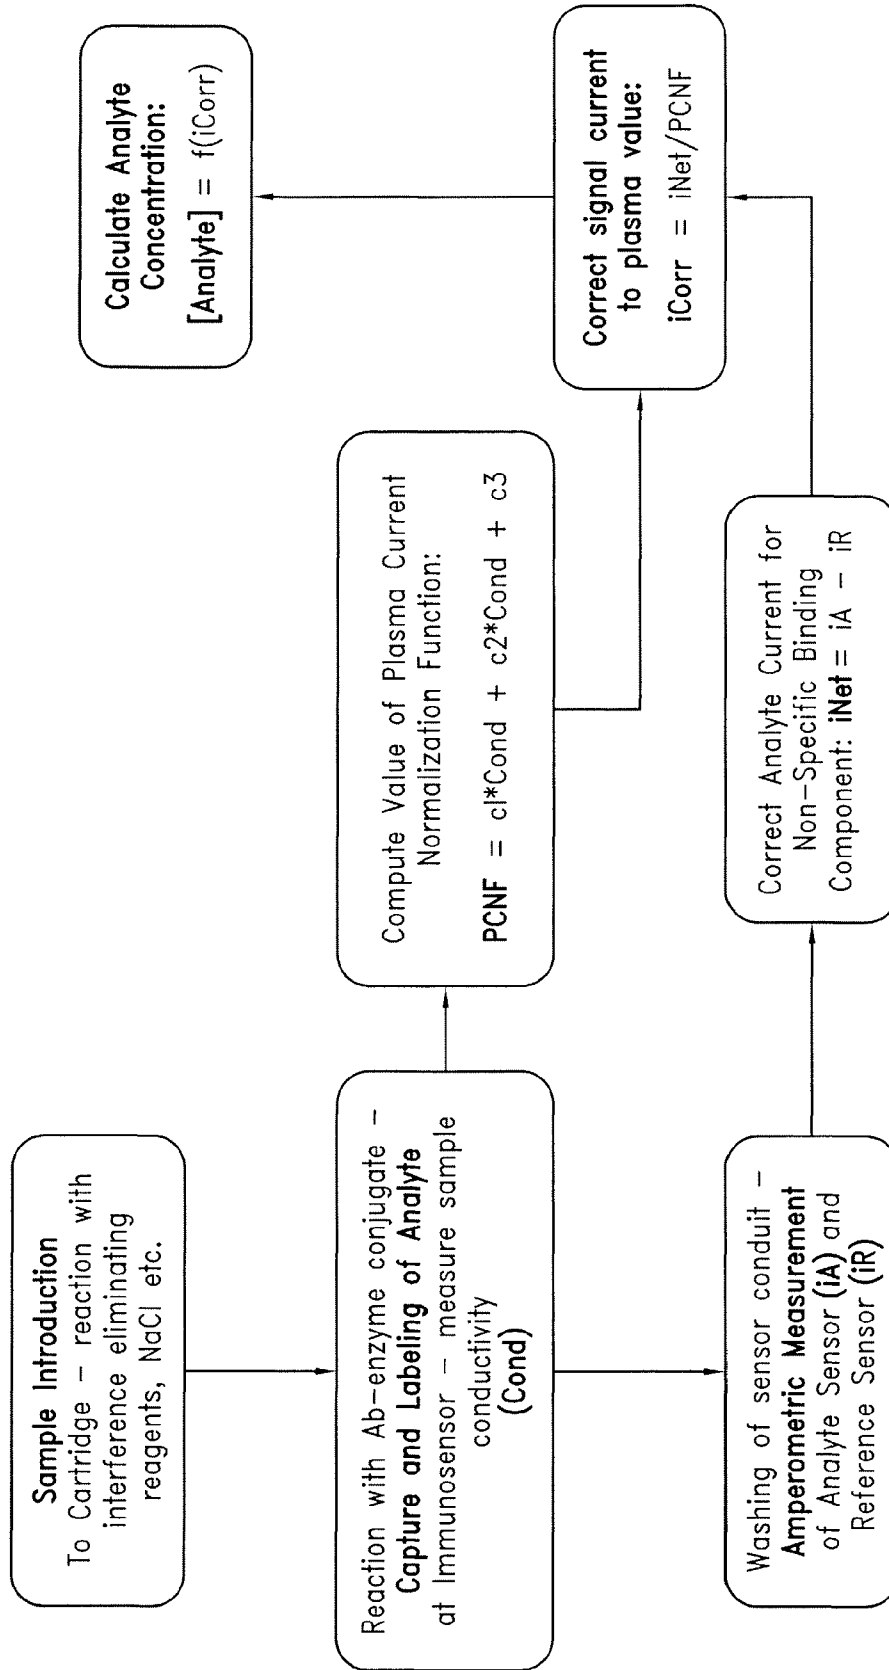 Sample Introduction
To Cartridge – reaction with
interference eliminating
reagents, NaCl etc.
Reaction with Ab–enzyme conjugate –
Capture and Labeling of Analyte
at Immunosensor – measure sample
conductivity
(Cond)
Washing of sensor conduit –
Amperometric Measurement
of Analyte Sensor (iA) and
Reference Sensor (iR)
Compute Value of Plasma Current
Normalization Function:
PCNF = cl*Cond + c2*Cond + c3
Correct Analyte Current for
Non–Specific Binding
Component: iNet = iA – iR
Correct signal current
to plasma value:
iCorr = iNet/PCNF
Calculate Analyte
Concentration:
[Analyte] = f(iCorr)